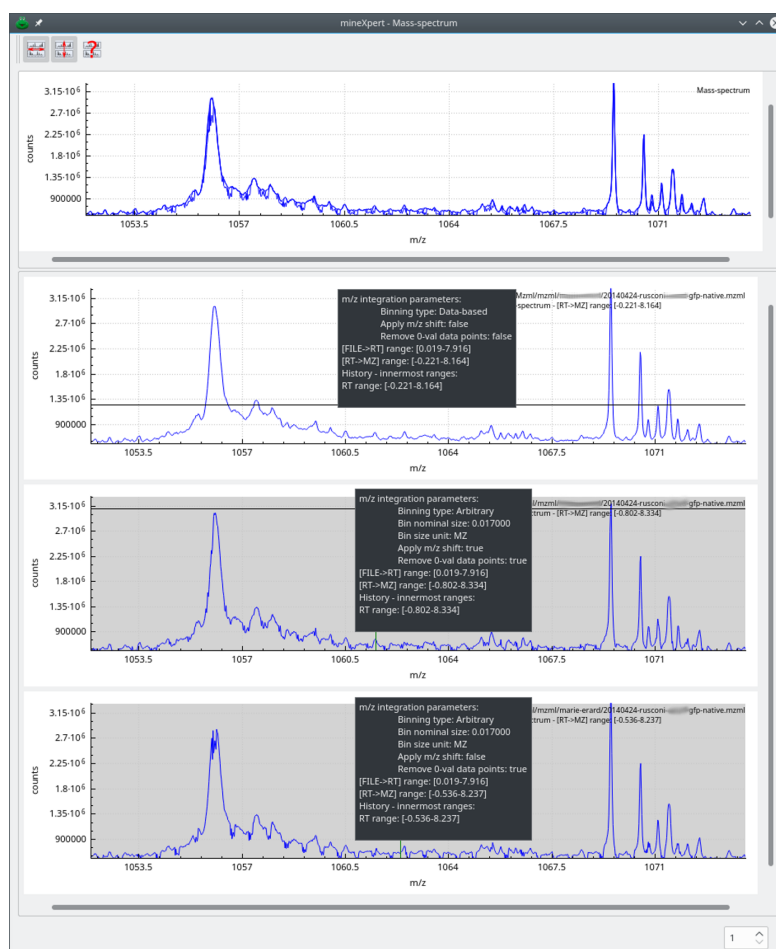 mineXpert - Mass-spectrum
Mass-spectrum
counts
3.15·10⁶
2.7·10⁶
2.25·10⁶
1.8·10⁶
1.35·10⁶
900000
1053.5 1057 1060.5 1064 1067.5 1071
m/z
Mzml/mzml/ /20140424-rusconi- gfp-native.mzml
spectrum - [RT->MZ] range: [-0.221-8.164]
m/z integration parameters:
Binning type: Data-based
Apply m/z shift: false
Remove 0-val data points: false
[FILE->RT] range: [0.019-7.916]
[RT->MZ] range: [-0.221-8.164]
History - innermost ranges:
RT range: [-0.221-8.164]
counts
3.15·10⁶
2.7·10⁶
2.25·10⁶
1.8·10⁶
1.35·10⁶
900000
1053.5 1057 1060.5 1064 1067.5 1071
m/z
/mzml/ /20140424-rusconi- gfp-native.mzml
trum - [RT->MZ] range: [-0.802-8.334]
m/z integration parameters:
Binning type: Arbitrary
Bin nominal size: 0.017000
Bin size unit: MZ
Apply m/z shift: true
Remove 0-val data points: true
[FILE->RT] range: [0.019-7.916]
[RT->MZ] range: [-0.802-8.334]
History - innermost ranges:
RT range: [-0.802-8.334]
counts
3.15·10⁶
2.7·10⁶
2.25·10⁶
1.8·10⁶
1.35·10⁶
900000
1053.5 1057 1060.5 1064 1067.5 1071
m/z
l/mzml/marie-erard/20140424-rusconi- gfp-native.mzml
trum - [RT->MZ] range: [-0.536-8.237]
m/z integration parameters:
Binning type: Arbitrary
Bin nominal size: 0.017000
Bin size unit: MZ
Apply m/z shift: false
Remove 0-val data points: true
[FILE->RT] range: [0.019-7.916]
[RT->MZ] range: [-0.536-8.237]
History - innermost ranges:
RT range: [-0.536-8.237]
counts
3.15·10⁶
2.7·10⁶
2.25·10⁶
1.8·10⁶
1.35·10⁶
900000
1053.5 1057 1060.5 1064 1067.5 1071
m/z
1